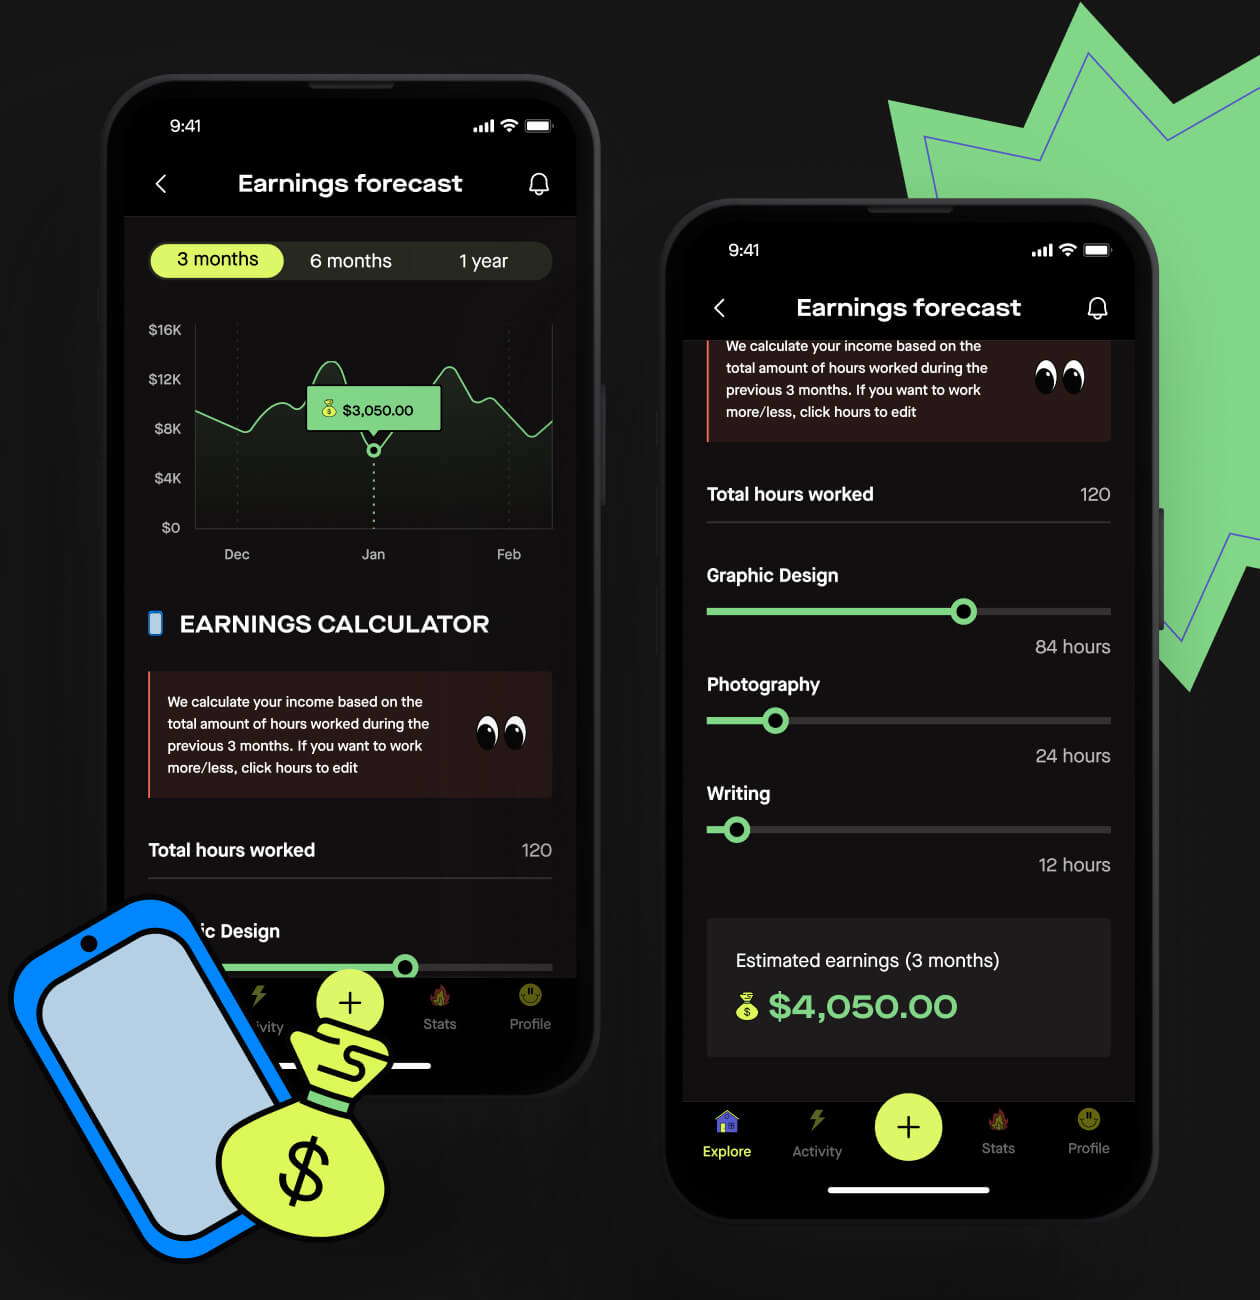 9:41
Earnings forecast
3 months
6 months
1 year
$16K
$12K
$8K
$4K
$0
$3,050.00
Dec
Jan
Feb
EARNINGS CALCULATOR
We calculate your income based on the
total amount of hours worked during the
previous 3 months. If you want to work
more/less, click hours to edit
Total hours worked
120
ic Design
ivity
+
Stats
Profile
$
9:41
Earnings forecast
We calculate your income based on the
total amount of hours worked during the
previous 3 months. If you want to work
more/less, click hours to edit
Total hours worked
120
Graphic Design
84 hours
Photography
24 hours
Writing
12 hours
Estimated earnings (3 months)
$4,050.00
Explore
Activity
+
Stats
Profile